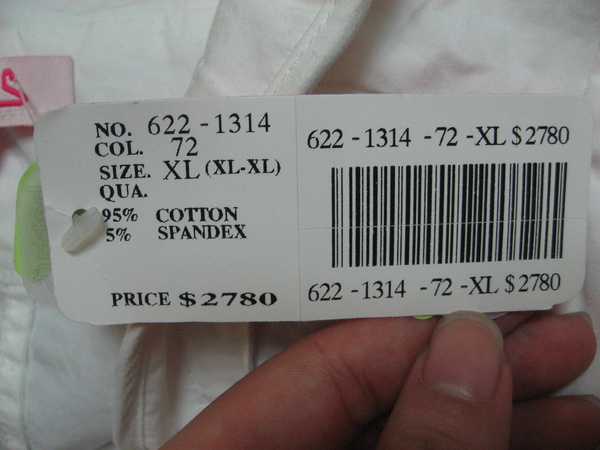 NO. 622 -1314
COL. 72
SIZE. XL (XL-XL)
QUA.
95% COTTON
5% SPANDEX
PRICE $2780
622 -1314 -72 -XL $2780
622 -1314 -72 -XL $2780